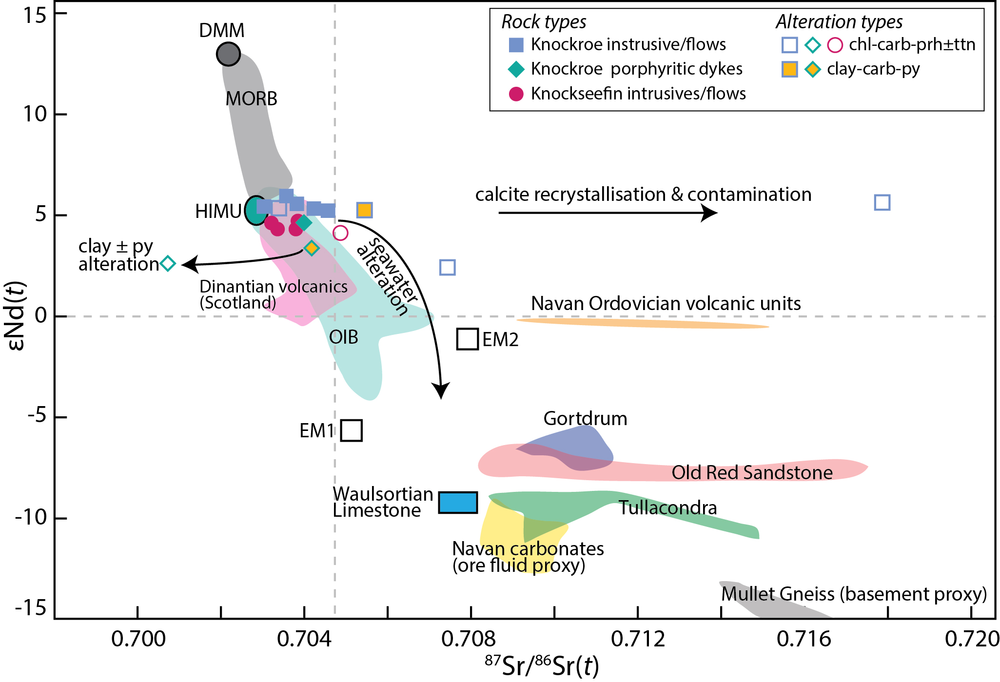 15
10
5
0
-5
-10
-15
εNd(t)
DMM
MORB
HIMU
Rock types
Knockroe instrusive/flows
Knockroe porphyritic dykes
Knockseefin intrusives/flows
Alteration types
chl-carb-prh±ttn
clay-carb-py
calcite recrystallisation & contamination
clay ± py
alteration
seawater
alteration
Dinantian volcanics
(Scotland)
Navan Ordovician volcanic units
OIB
EM2
EM1
Gortdrum
Old Red Sandstone
Waulsortian
Limestone
Tullacondra
Navan carbonates
(ore fluid proxy)
Mullet Gneiss (basement proxy)
0.700
0.704
0.708
0.712
0.716
0.720
⁸⁷Sr/⁸⁶Sr(t)